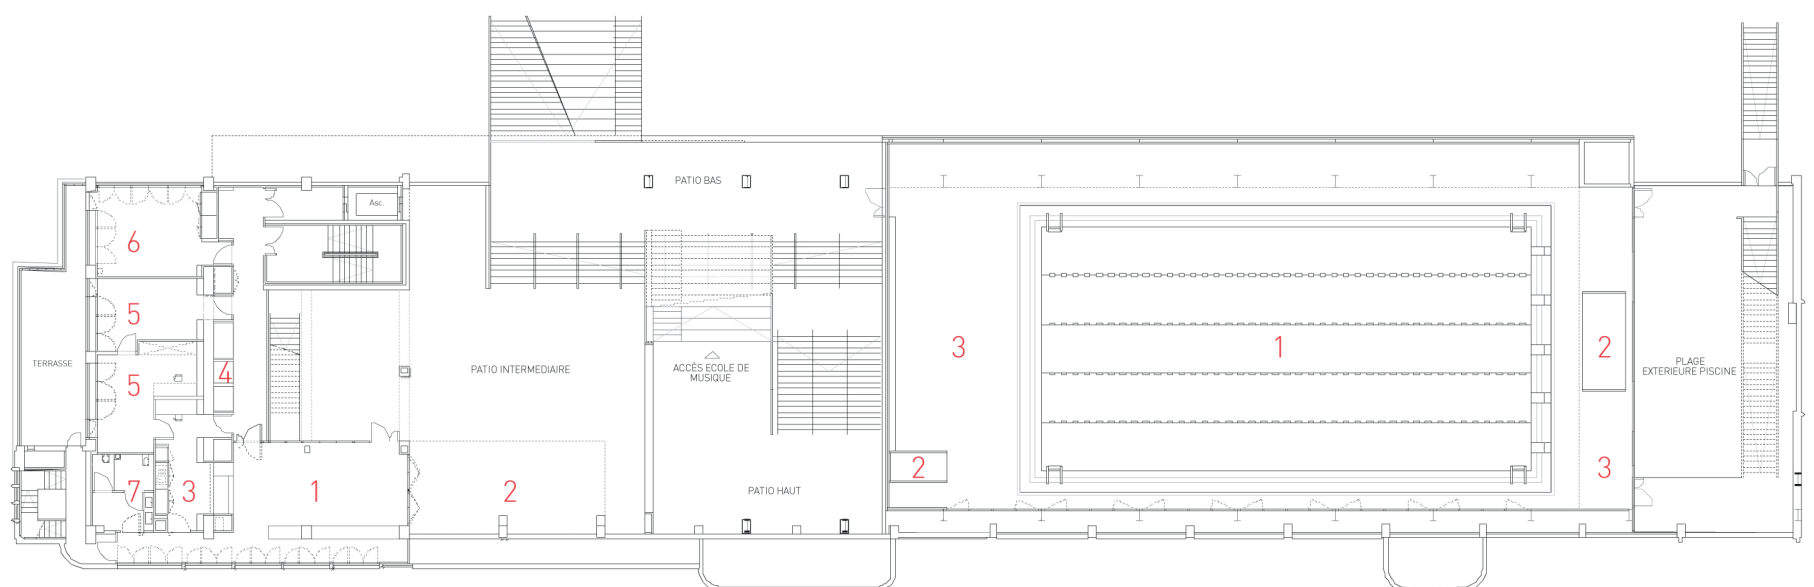 PATIO BAS
Asc.
6
5
TERRASSE
5
4
PATIO INTERMEDIAIRE
ACCÈS ECOLE DE
MUSIQUE
3
1
2
PLAGE
EXTERIEURE PISCINE
7
3
1
2
PATIO HAUT
2
3